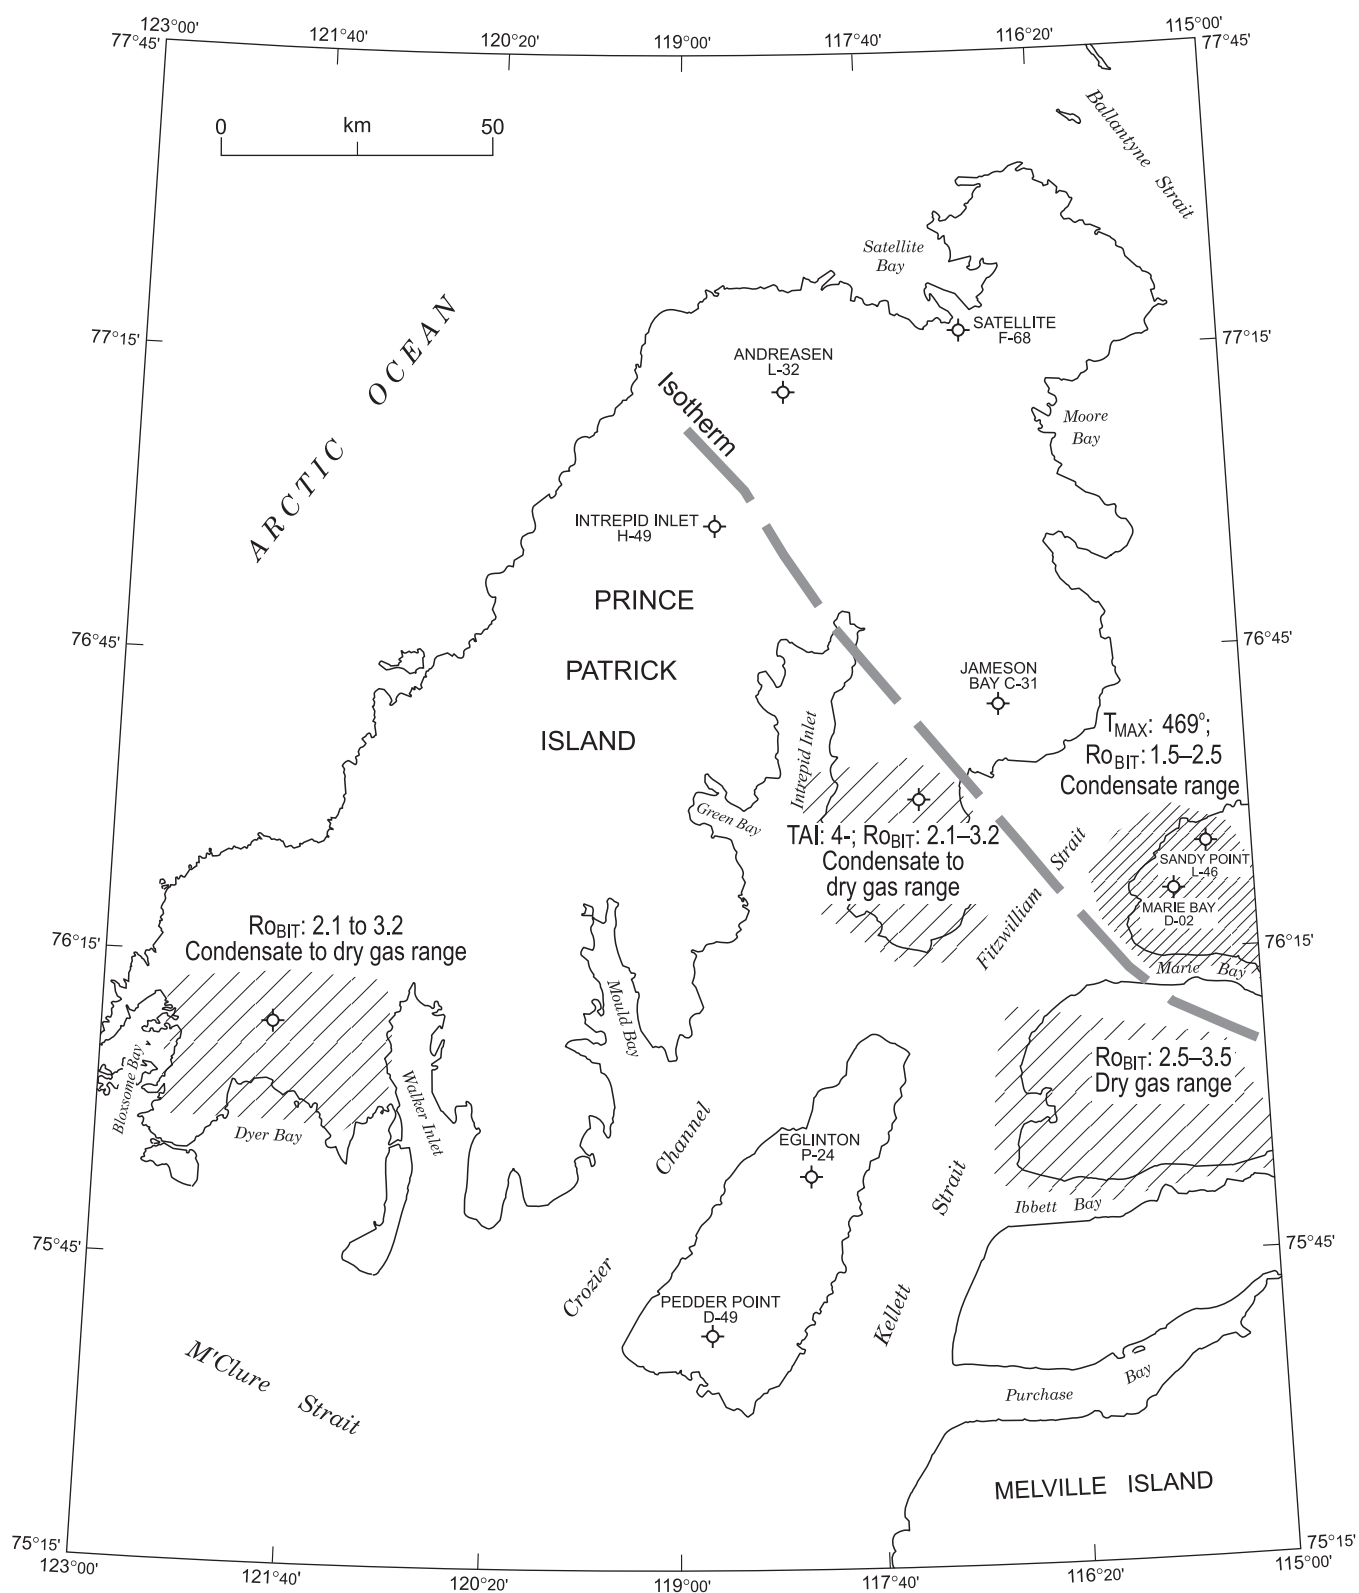 123°00'
121°40'
120°20'
119°00'
117°40'
116°20'
115°00'
77°45'
77°45'
0 km 50
Ballantyne Strait
Satellite
Bay
ARCTIC OCEAN
77°15'
77°15'
SATELLITE
F-68
ANDREASEN
L-32
Isotherm
Moore
Bay
INTREPID INLET
H-49
PRINCE
PATRICK
ISLAND
76°45'
76°45'
JAMESON
BAY C-31
Intrepid Inlet
TMAX: 469°;
RoBIT: 1.5–2.5
Condensate range
Green Bay
TAI: 4-; RoBIT: 2.1–3.2
Condensate to
dry gas range
Fitzwilliam Strait
SANDY POINT
L-46
MARIE BAY
D-02
RoBIT: 2.1 to 3.2
Condensate to dry gas range
76°15'
76°15'
Marie Bay
Mould Bay
Bloxsome Bay
Dyer Bay
Walker Inlet
RoBIT: 2.5–3.5
Dry gas range
EGLINTON
P-24
Crozier Channel
Kellett Strait
Ibbett Bay
75°45'
75°45'
PEDDER POINT
D-49
M'Clure Strait
Purchase Bay
MELVILLE ISLAND
75°15'
75°15'
123°00'
121°40'
120°20'
119°00'
117°40'
116°20'
115°00'